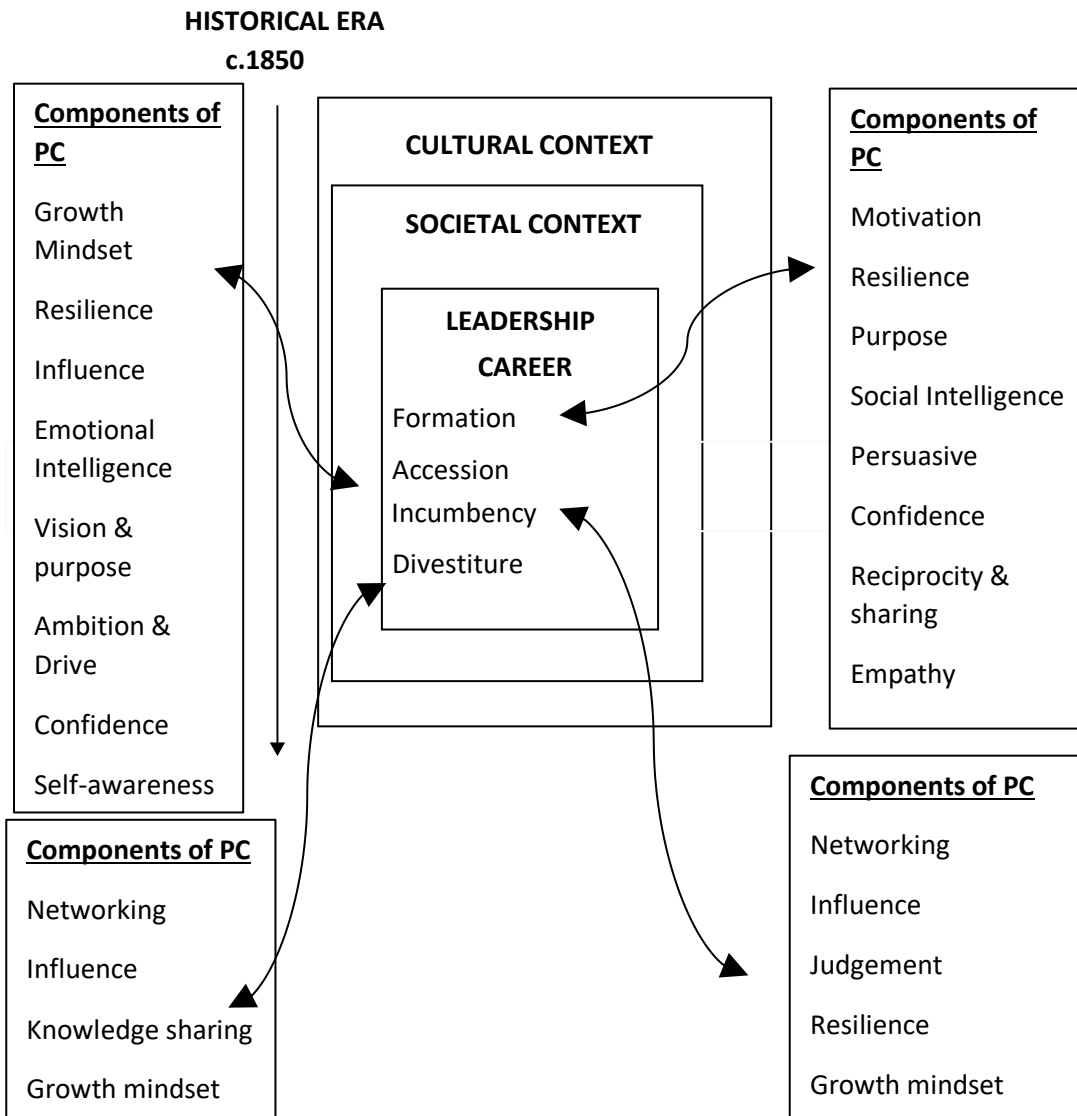 HISTORICAL ERA
c.1850
Components of
PC
Growth
Mindset
Resilience
Influence
Emotional
Intelligence
Vision &
purpose
Ambition &
Drive
Confidence
Self-awareness
CULTURAL CONTEXT
SOCIETAL CONTEXT
LEADERSHIP
CAREER
Formation
Accession
Incumbency
Divestiture
Components of
PC
Motivation
Resilience
Purpose
Social Intelligence
Persuasive
Confidence
Reciprocity &
sharing
Empathy
Components of PC
Networking
Influence
Knowledge sharing
Growth mindset
Components of PC
Networking
Influence
Judgement
Resilience
Growth mindset